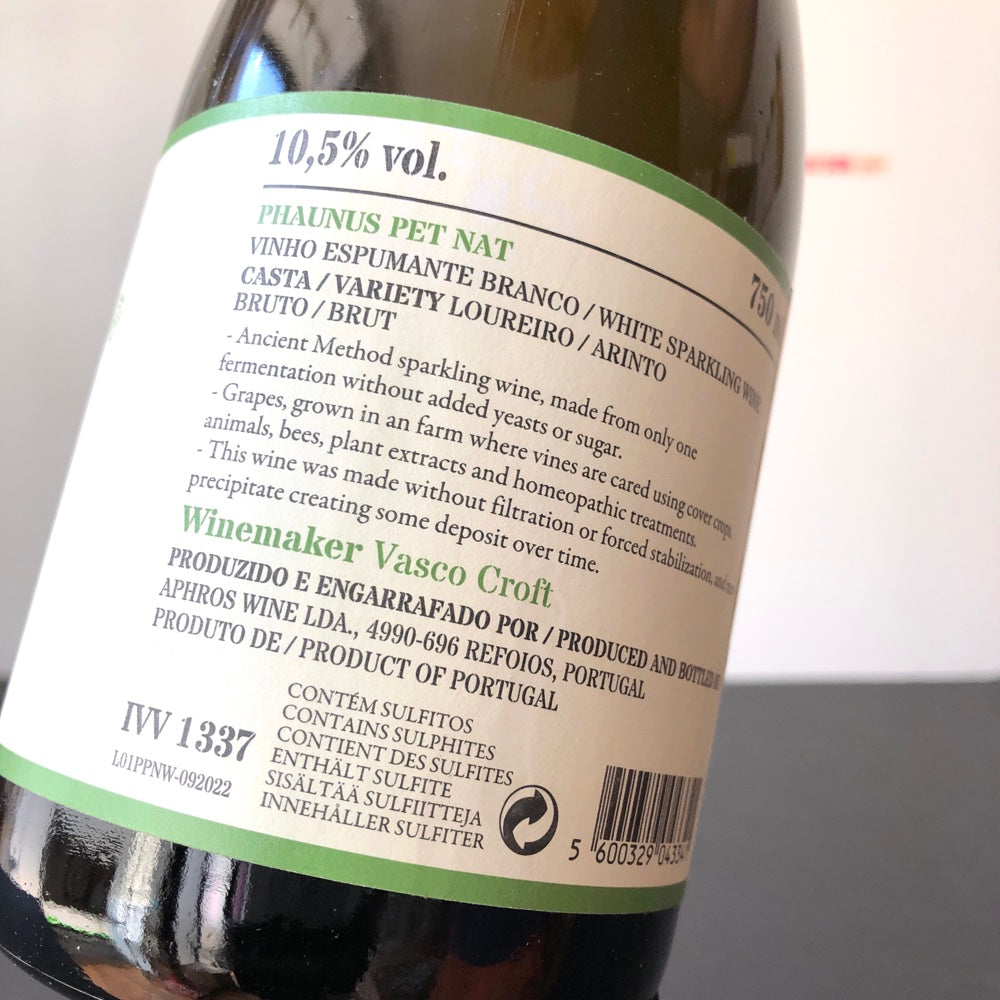 10,5% vol.
750
PHAUNUS PET NAT
VINHO ESPUMANTE BRANCO / WHITE SPARKLING WINE
CASTA / VARIETY LOUREIRO / ARINTO
BRUTO / BRUT
- Ancient Method sparkling wine, made from only one
fermentation without added yeasts or sugar.
- Grapes, grown in an farm where vines are cared using cover crops,
animals, bees, plant extracts and homeopathic treatments.
- This wine was made without filtration or forced stabilization, and
precipitate creating some deposit over time.
Winemaker Vasco Croft
PRODUZIDO E ENGARRAFADO POR / PRODUCED AND BOTTLED BY
APHROS WINE LDA., 4990-696 REFOIOS, PORTUGAL
PRODUTO DE / PRODUCT OF PORTUGAL
IVV 1337
L01PPNW-092022
CONTÉM SULFITOS
CONTAINS SULPHITES
CONTIENT DES SULFITES
ENTHÄLT SULFITE
SISÄLTÄÄ SULFIITTEJA
INNEHÅLLER SULFITER
5 600329 04334